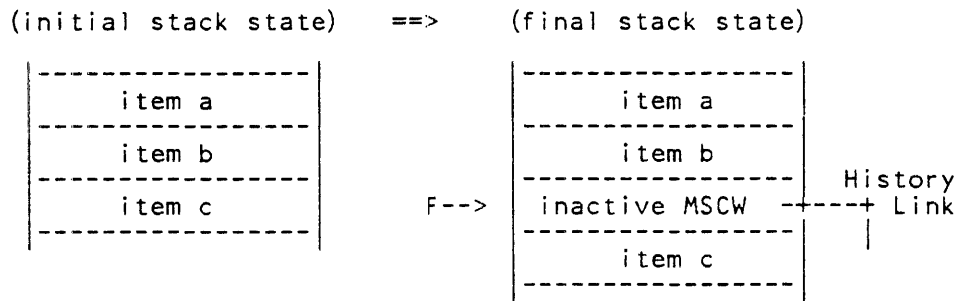 (initial stack state) ==> (final stack state)
item a item a
item b item b
History
item c F--> inactive MSCW Link
item c